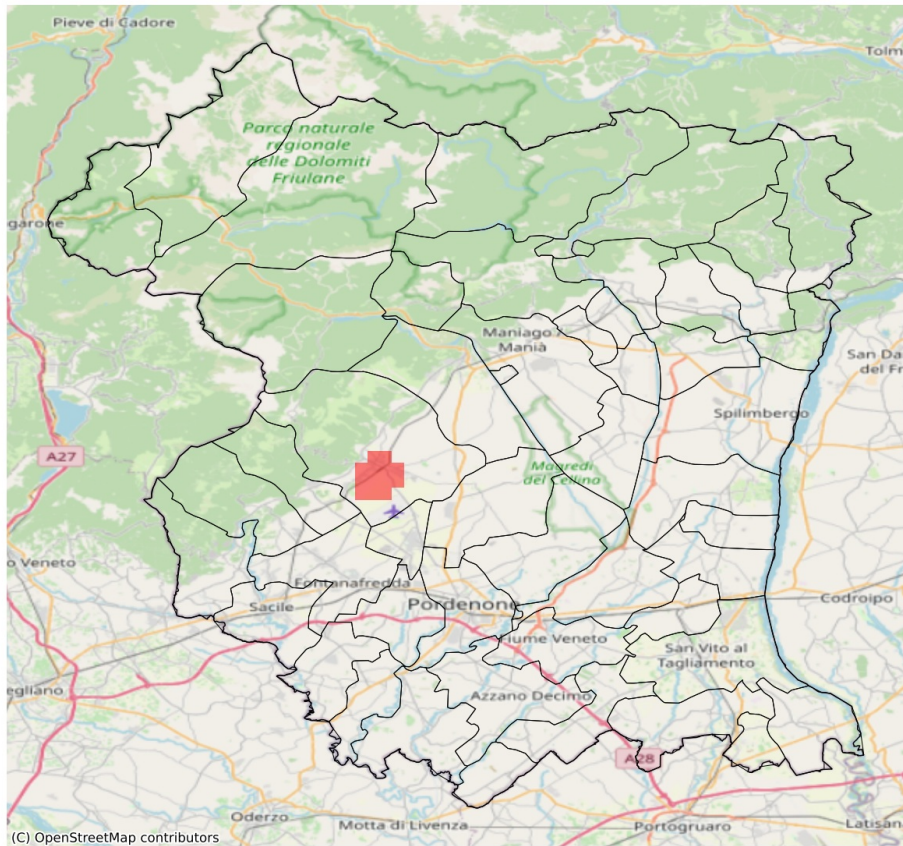 Pieve di Cadore
Tolm
Parco naturale
regionale
delle Dolomiti
Friulane
garone
Maniago /
Manià
San Da
del Fr
Spilimbergo
A27
Magredi
del Cellina
o Veneto
Fontanafredda
Sacile
Pordenone
Codroipo
Fiume Veneto
San Vito al
Tagliamento
egliano
Azzano Decimo
A28
Oderzo
Motta di Livenza
Portogruaro
Latisan
(C) OpenStreetMap contributors